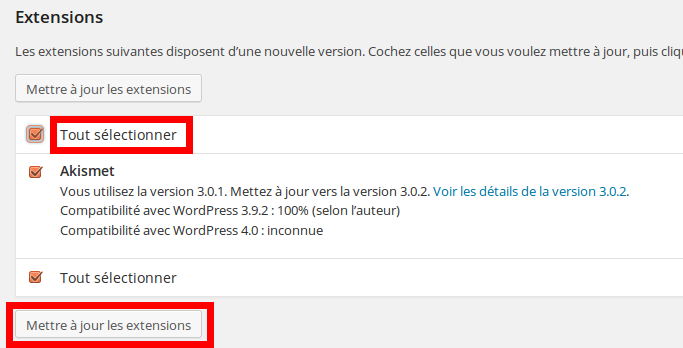 Extensions
Les extensions suivantes disposent d’une nouvelle version. Cochez celles que vous voulez mettre à jour, puis cliqu
Mettre à jour les extensions
Tout sélectionner
Akismet
Vous utilisez la version 3.0.1. Mettez à jour vers la version 3.0.2. Voir les détails de la version 3.0.2.
Compatibilité avec WordPress 3.9.2 : 100% (selon l’auteur)
Compatibilité avec WordPress 4.0 : inconnue
Tout sélectionner
Mettre à jour les extensions